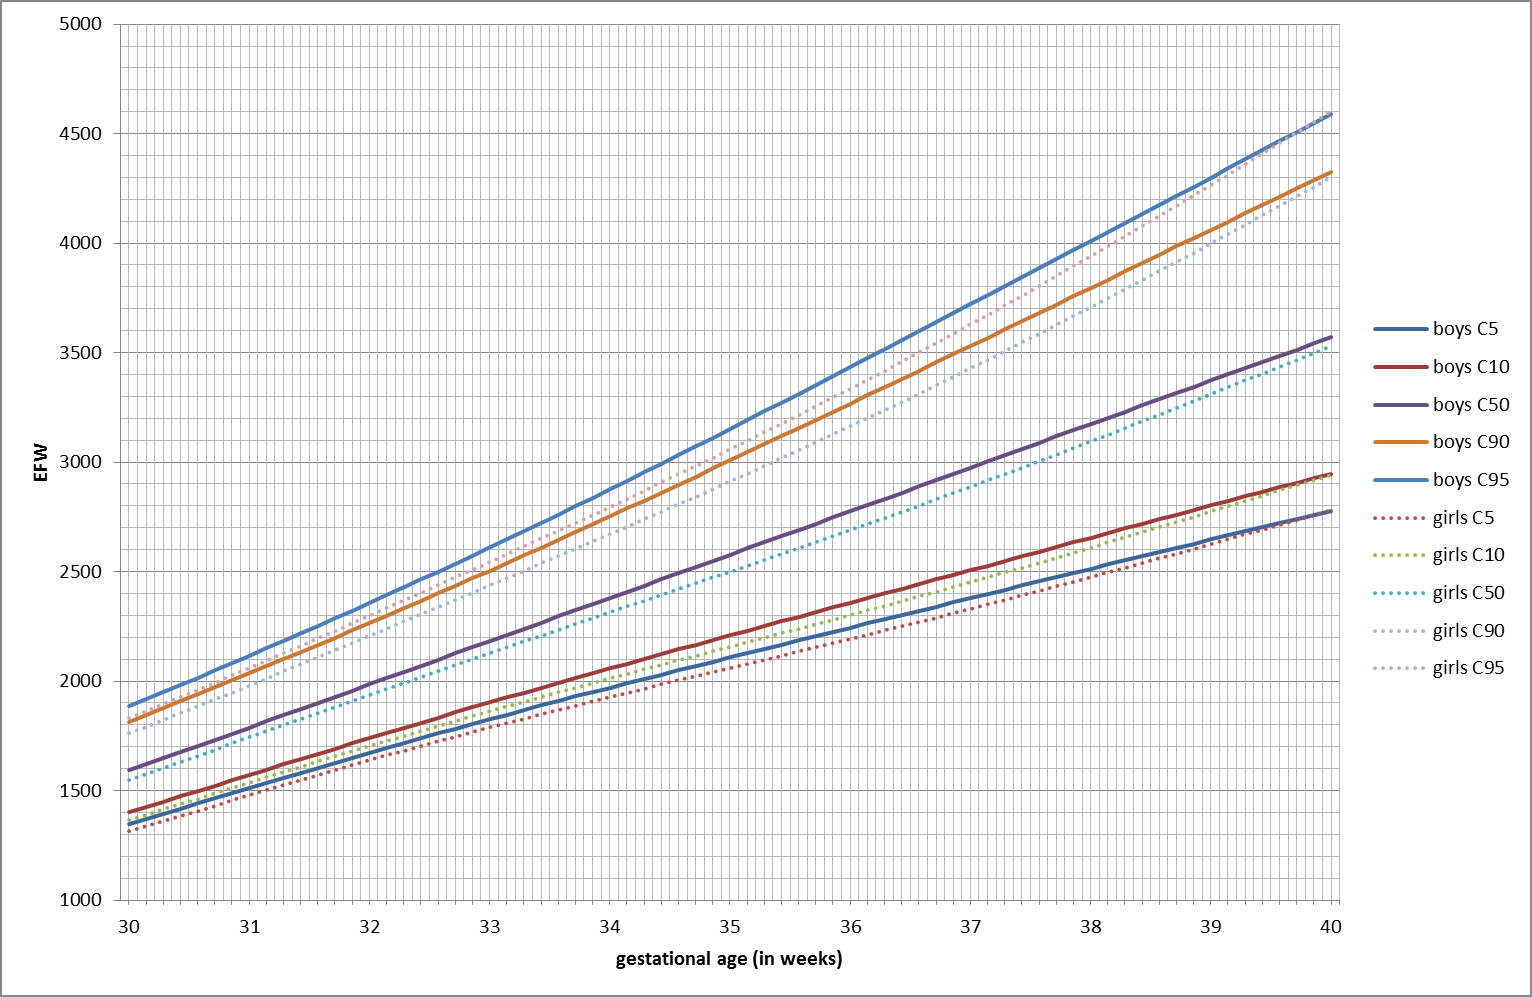 5000
4500
4000
3500
3000
2500
2000
1500
1000
EFW
30 31 32 33 34 35 36 37 38 39 40
gestational age (in weeks)
boys C5
boys C10
boys C50
boys C90
boys C95
girls C5
girls C10
girls C50
girls C90
girls C95